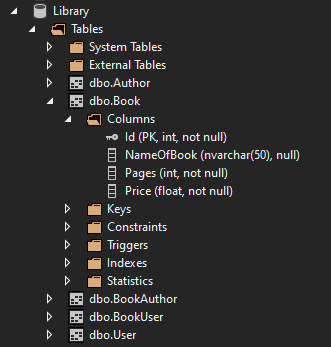 Library
Tables
System Tables
External Tables
dbo.Author
dbo.Book
Columns
Id (PK, int, not null)
NameOfBook (nvarchar(50), null)
Pages (int, not null)
Price (float, not null)
Keys
Constraints
Triggers
Indexes
Statistics
dbo.BookAuthor
dbo.BookUser
dbo.User